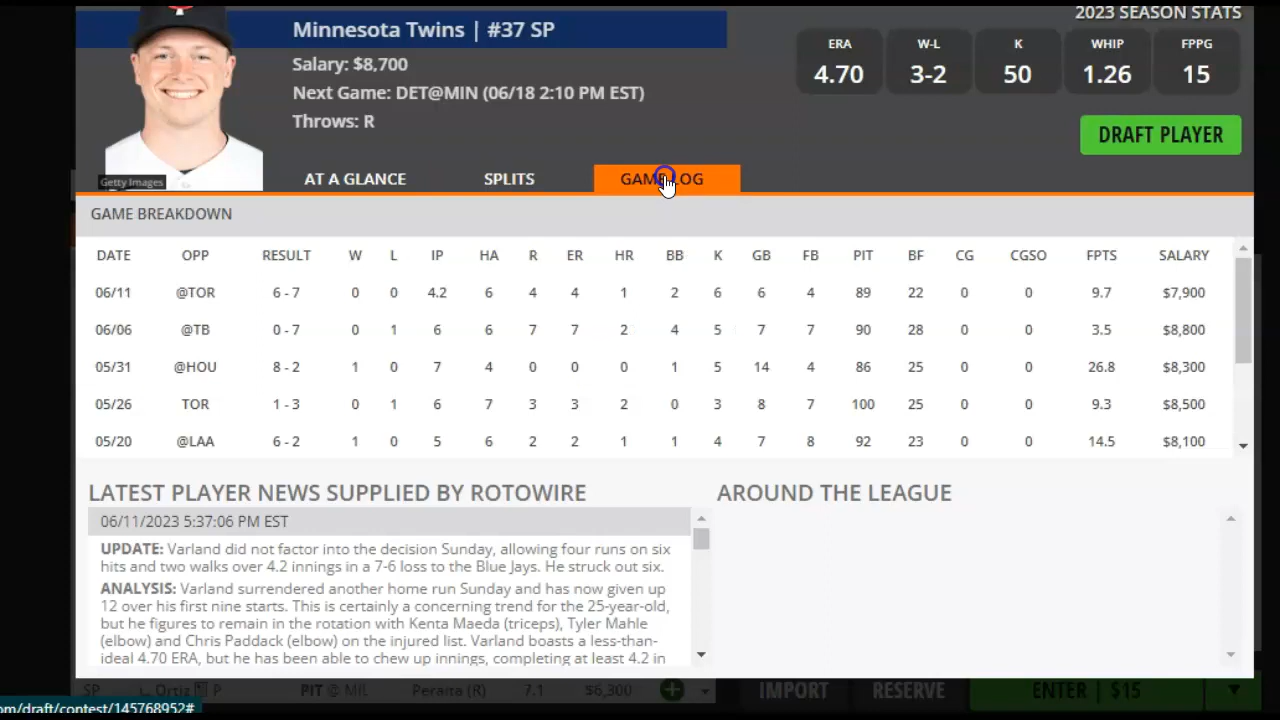 2023 SEASON STATS
Minnesota Twins | #37 SP
Salary: $8,700
Next Game: DET@MIN (06/18 2:10 PM EST)
Throws: R
ERA W-L K WHIP FPPG
4.70 3-2 50 1.26 15
DRAFT PLAYER
Getty Images
AT A GLANCE SPLITS GAME LOG
GAME BREAKDOWN
DATE OPP RESULT W L IP HA R ER HR BB K GB FB PIT BF CG CGSO FPTS SALARY
06/11 @TOR 6 - 7 0 0 4.2 6 4 4 1 2 6 6 4 89 22 0 0 9.7 $7,900
06/06 @TB 0 - 7 0 1 6 6 7 7 2 4 5 7 7 90 28 0 0 3.5 $8,800
05/31 @HOU 8 - 2 1 0 7 4 0 0 0 1 5 14 4 86 25 0 0 26.8 $8,300
05/26 TOR 1 - 3 0 1 6 7 3 3 2 0 3 8 7 100 25 0 0 9.3 $8,500
05/20 @LAA 6 - 2 1 0 5 6 2 2 1 1 4 7 8 92 23 0 0 14.5 $8,100
LATEST PLAYER NEWS SUPPLIED BY ROTOWIRE
06/11/2023 5:37:06 PM EST
UPDATE: Varland did not factor into the decision Sunday, allowing four runs on six
hits and two walks over 4.2 innings in a 7-6 loss to the Blue Jays. He struck out six.
ANALYSIS: Varland surrendered another home run Sunday and has now given up
12 over his first nine starts. This is certainly a concerning trend for the 25-year-old,
but he figures to remain in the rotation with Kenta Maeda (triceps), Tyler Mahle
(elbow) and Chris Paddack (elbow) on the injured list. Varland boasts a less-than-
ideal 4.70 ERA, but he has been able to chew up innings, completing at least 4.2 in
AROUND THE LEAGUE
SP L. Ortiz P PIT @ MIL Peralta (R) 7.1 $6,300
IMPORT RESERVE ENTER | $15
om/draft/contest/145768952#